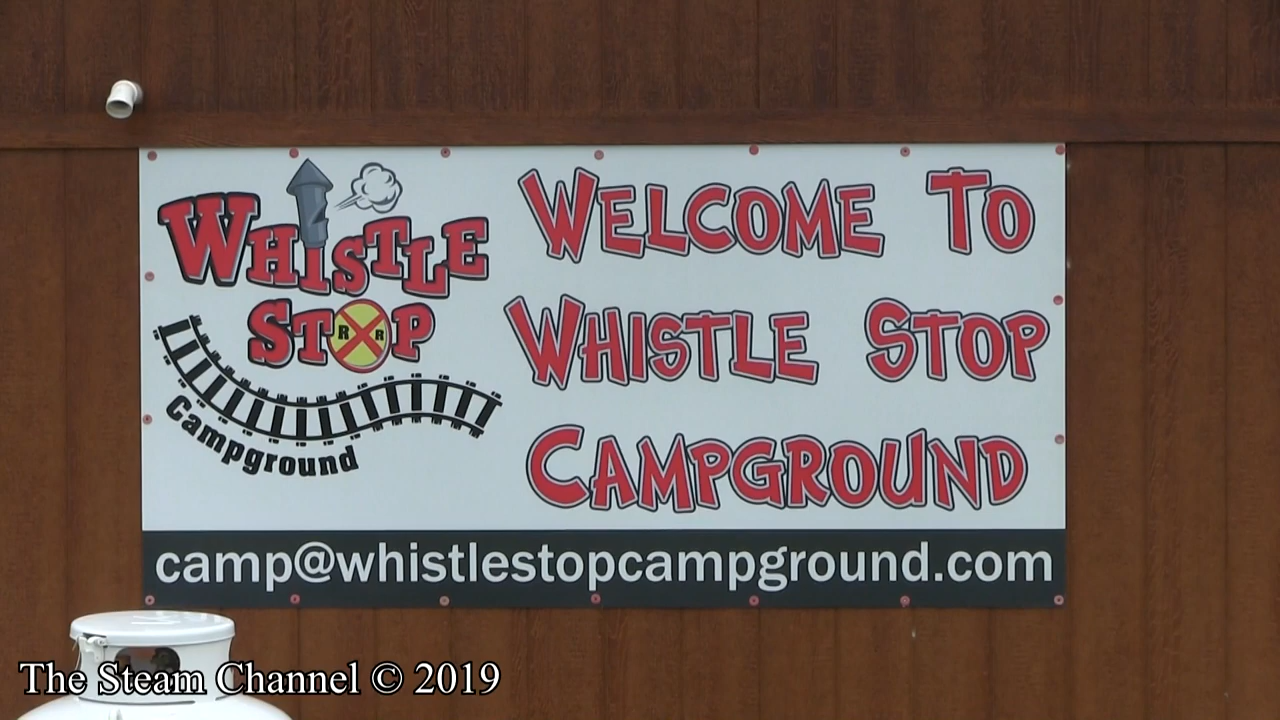 WHISTLE
STOP
R R
Campground
WELCOME TO
WHISTLE STOP
CAMPGROUND
camp@whistlestopcampground.com
The Steam Channel © 2019